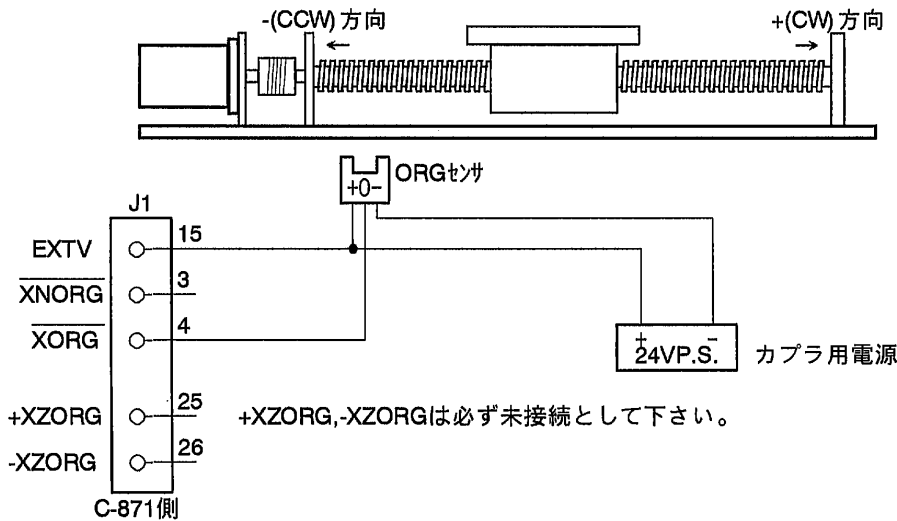 -(CCW) 方向
+(CW) 方向
← →
+O-
ORGセンサ
J1
EXTV
15
XNORG
3
XORG
4
+
-
24VP.S.
カプラ用電源
+XZORG
25
+XZORG,-XZORGは必ず未接続として下さい。
-XZORG
26
C-871側